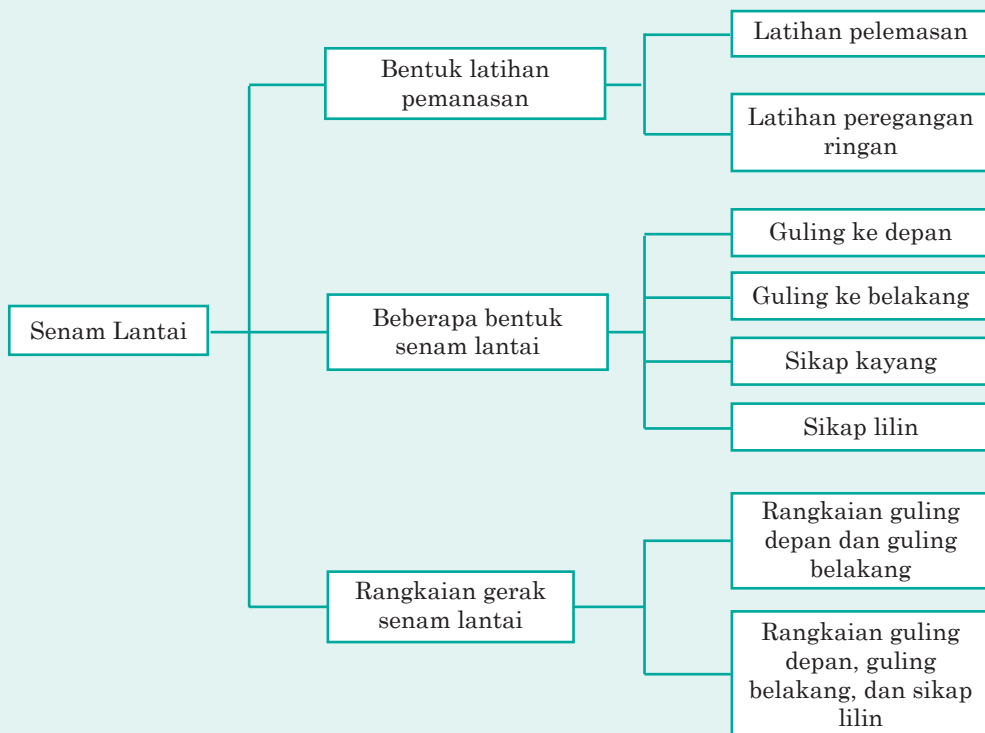 Senam Lantai
Bentuk latihan
pemanasan
Latihan pelemasan
Latihan peregangan
ringan
Beberapa bentuk
senam lantai
Guling ke depan
Guling ke belakang
Sikap kayang
Sikap lilin
Rangkaian gerak
senam lantai
Rangkaian guling
depan dan guling
belakang
Rangkaian guling
depan, guling
belakang, dan sikap
lilin